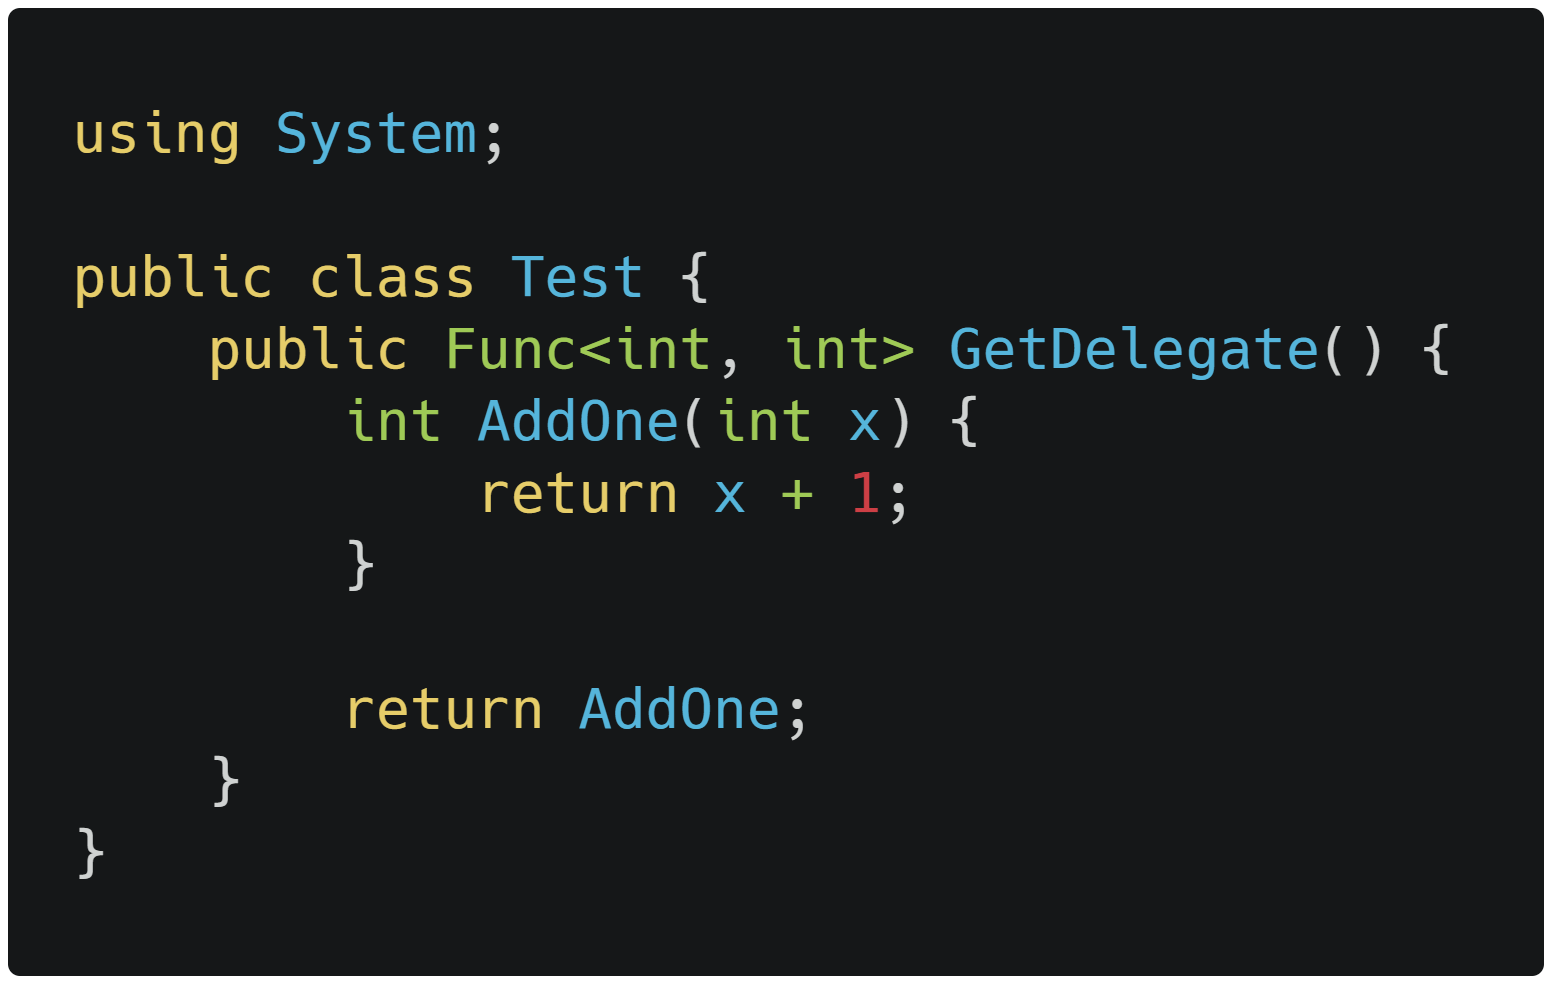 using System;

public class Test {
    public Func<int, int> GetDelegate() {
        int AddOne(int x) {
            return x + 1;
        }

        return AddOne;
    }
}